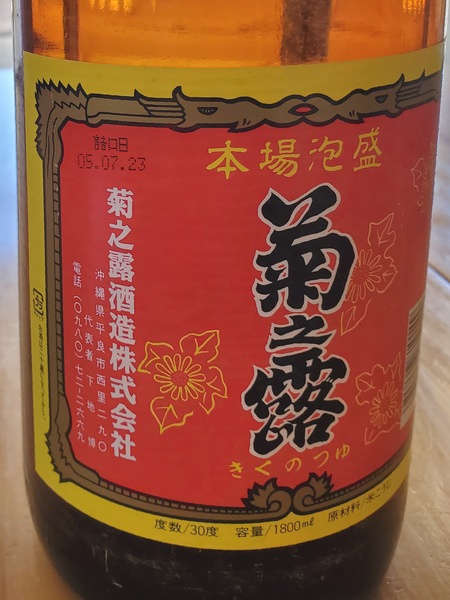 詰口日
05.07.23
本場泡盛
菊之露
きくのつゆ
菊之露酒造株式会社
沖縄県平良市西里二九〇
代表者 下地 博
電話(〇九八〇)七二-二六六九
度数/30度 容量/1800㎖ 原材料/米こうじ